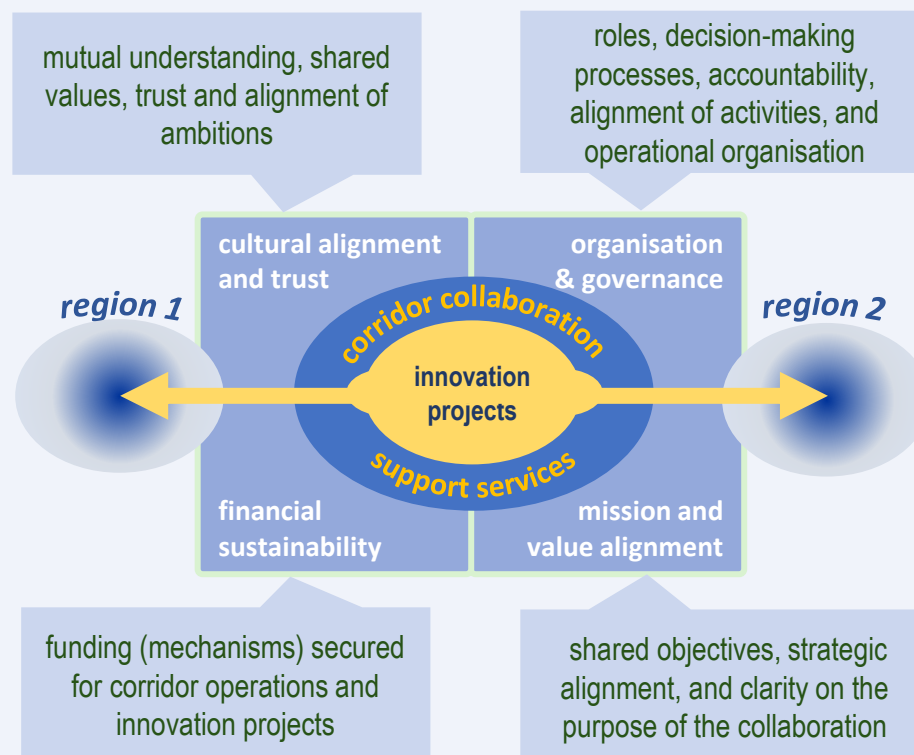 mutual understanding, shared
values, trust and alignment of
ambitions
roles, decision-making
processes, accountability,
alignment of activities, and
operational organisation
cultural alignment
and trust
organisation
& governance
region 1
corridor collaboration
region 2
innovation
projects
support services
financial
sustainability
mission and
value alignment
funding (mechanisms) secured
for corridor operations and
innovation projects
shared objectives, strategic
alignment, and clarity on the
purpose of the collaboration